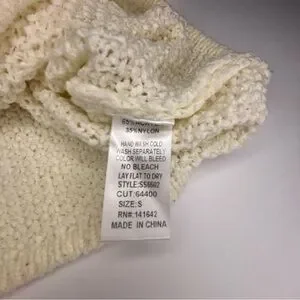 35% NYLON
HAND WASH COLD
WASH SEPARATELY
COLOR WILL BLEED
NO BLEACH
LAY FLAT TO DRY
STYLE:
CUT:64400
SIZE:S
RN#:141642
MADE IN CHINA